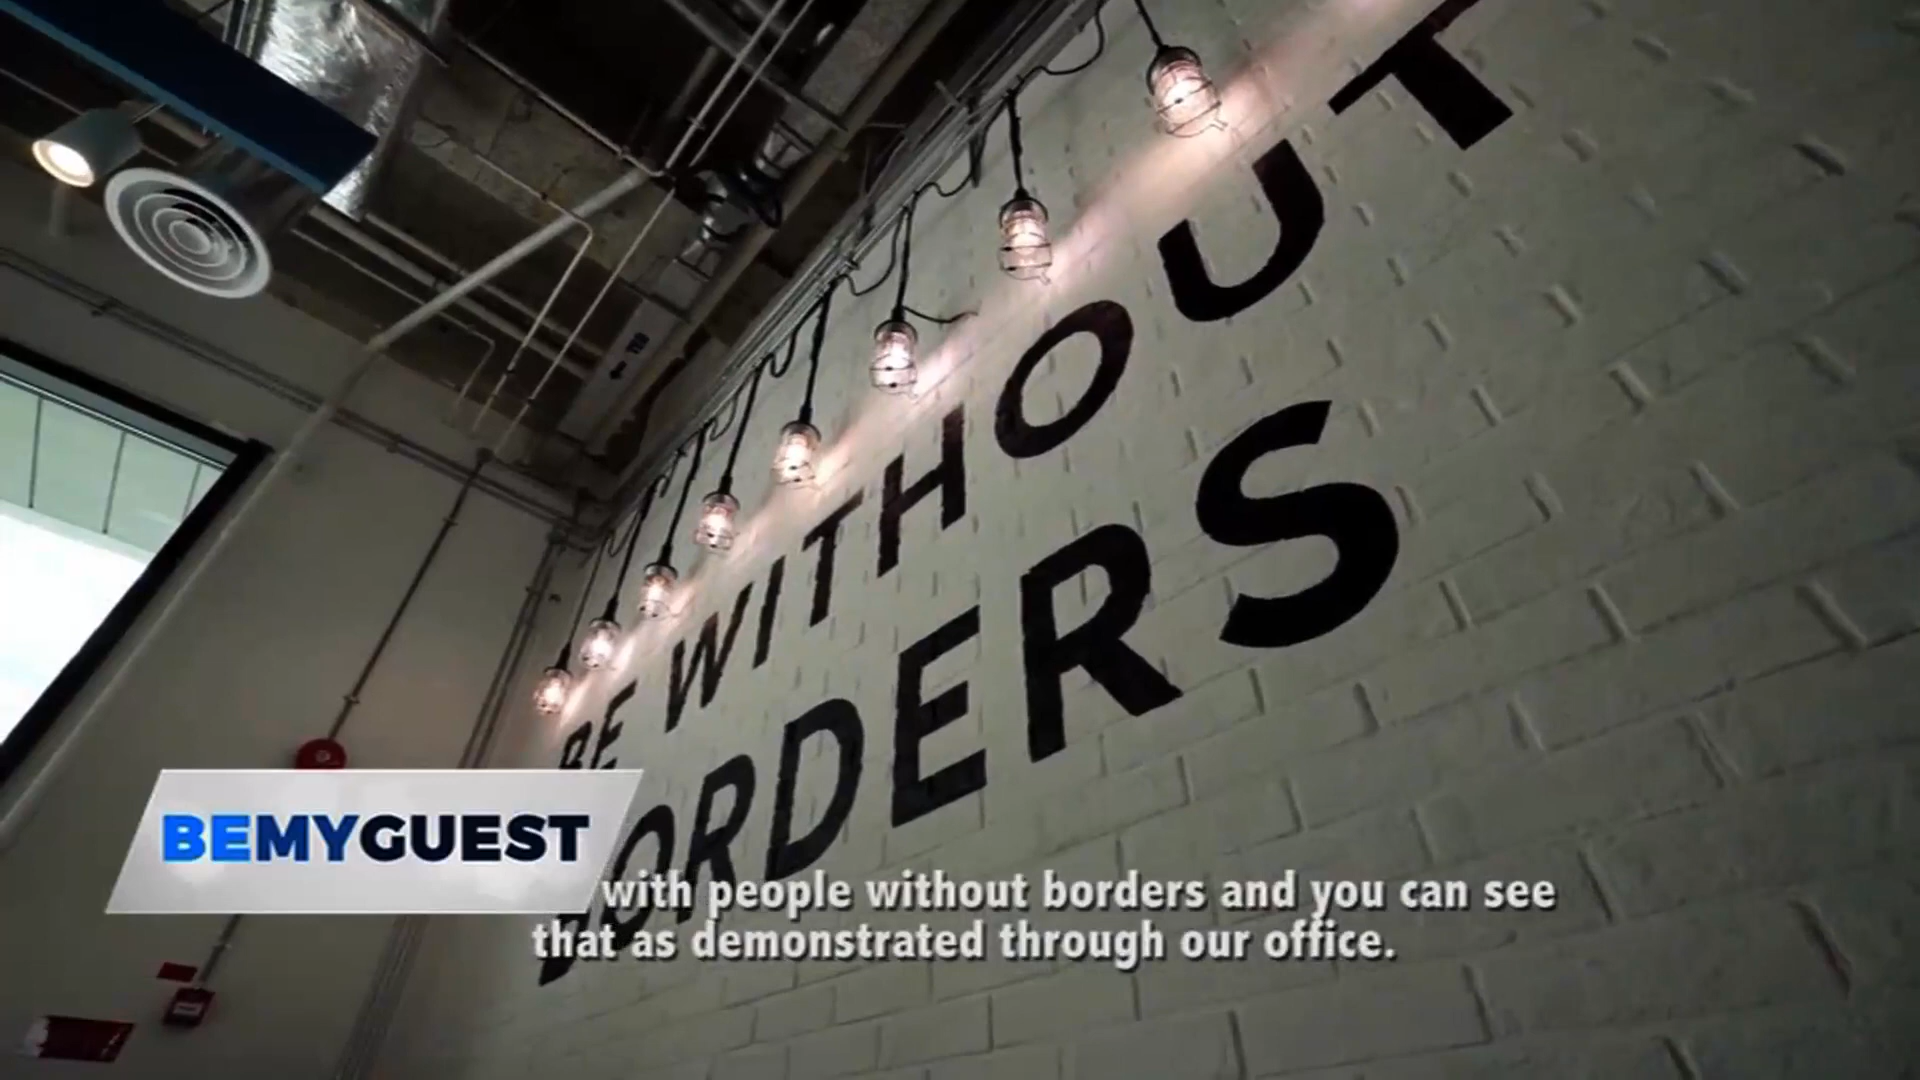 BE WITHOUT
BORDERS
BEMYGUEST
with people without borders and you can see
that as demonstrated through our office.